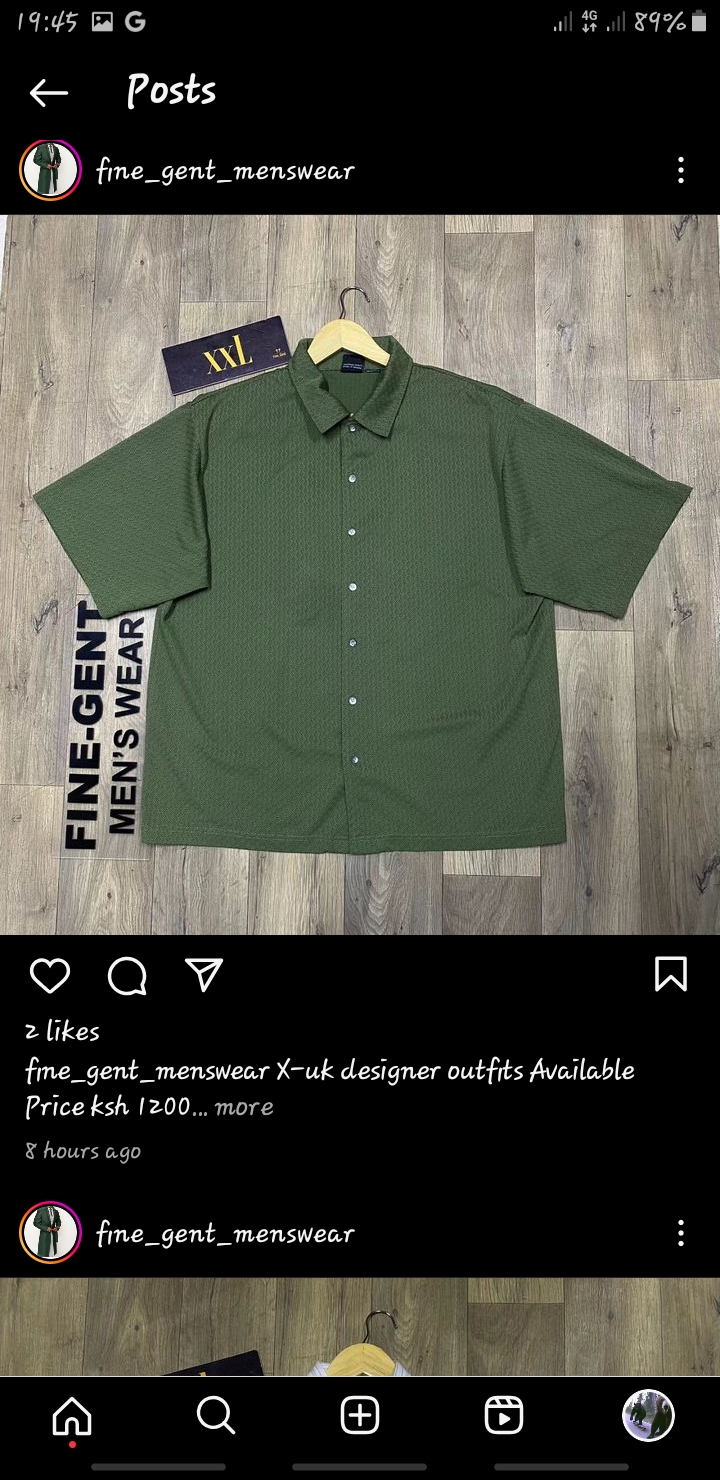 19:45
4G
89%
Posts
fine_gent_menswear
XXL
FINE-GENT
MEN'S WEAR
2 likes
fine_gent_menswear X-uk designer outfits Available
Price ksh 1200... more
8 hours ago
fine_gent_menswear